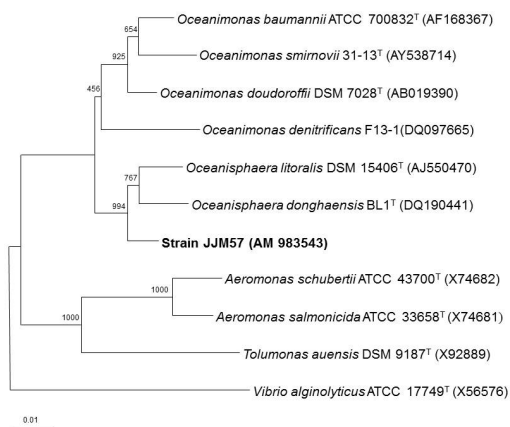 Oceanimonas baumannii ATCC 700832ᵀ (AF168367)
654
Oceanimonas smirnovii 31-13ᵀ (AY538714)
925
Oceanimonas doudoroffii DSM 7028ᵀ (AB019390)
456
Oceanimonas denitrificans F13-1(DQ097665)
Oceanisphaera litoralis DSM 15406ᵀ (AJ550470)
767
Oceanisphaera donghaensis BL1ᵀ (DQ190441)
994
Strain JJM57 (AM 983543)
Aeromonas schubertii ATCC 43700ᵀ (X74682)
1000
Aeromonas salmonicida ATCC 33658ᵀ (X74681)
1000
Tolumonas auensis DSM 9187ᵀ (X92889)
Vibrio alginolyticus ATCC 17749ᵀ (X56576)
0.01